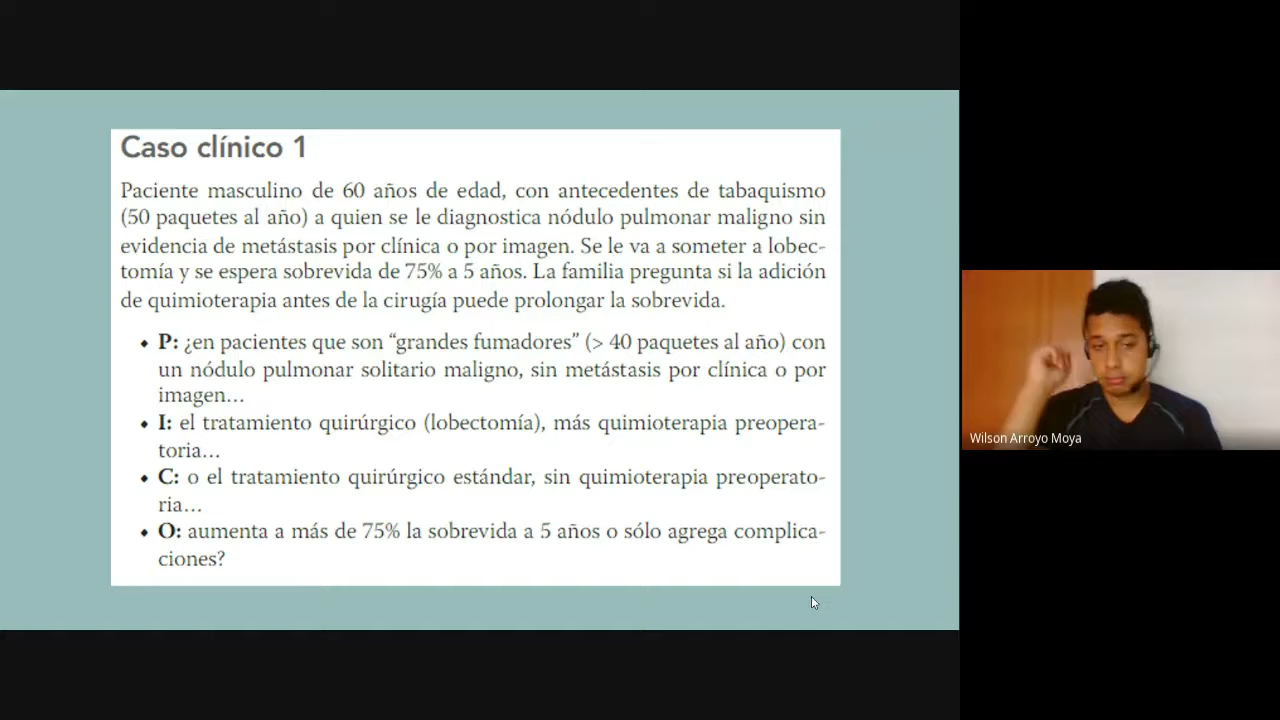 Caso clínico 1
Paciente masculino de 60 años de edad, con antecedentes de tabaquismo
(50 paquetes al año) a quien se le diagnostica nódulo pulmonar maligno sin
evidencia de metástasis por clínica o por imagen. Se le va a someter a lobec-
tomía y se espera sobrevida de 75% a 5 años. La familia pregunta si la adición
de quimioterapia antes de la cirugía puede prolongar la sobrevida.
• P: ¿en pacientes que son “grandes fumadores” (> 40 paquetes al año) con
un nódulo pulmonar solitario maligno, sin metástasis por clínica o por
imagen…
• I: el tratamiento quirúrgico (lobectomía), más quimioterapia preopera-
toria…
• C: o el tratamiento quirúrgico estándar, sin quimioterapia preoperato-
ria…
• O: aumenta a más de 75% la sobrevida a 5 años o sólo agrega complica-
ciones?
Wilson Arroyo Moya